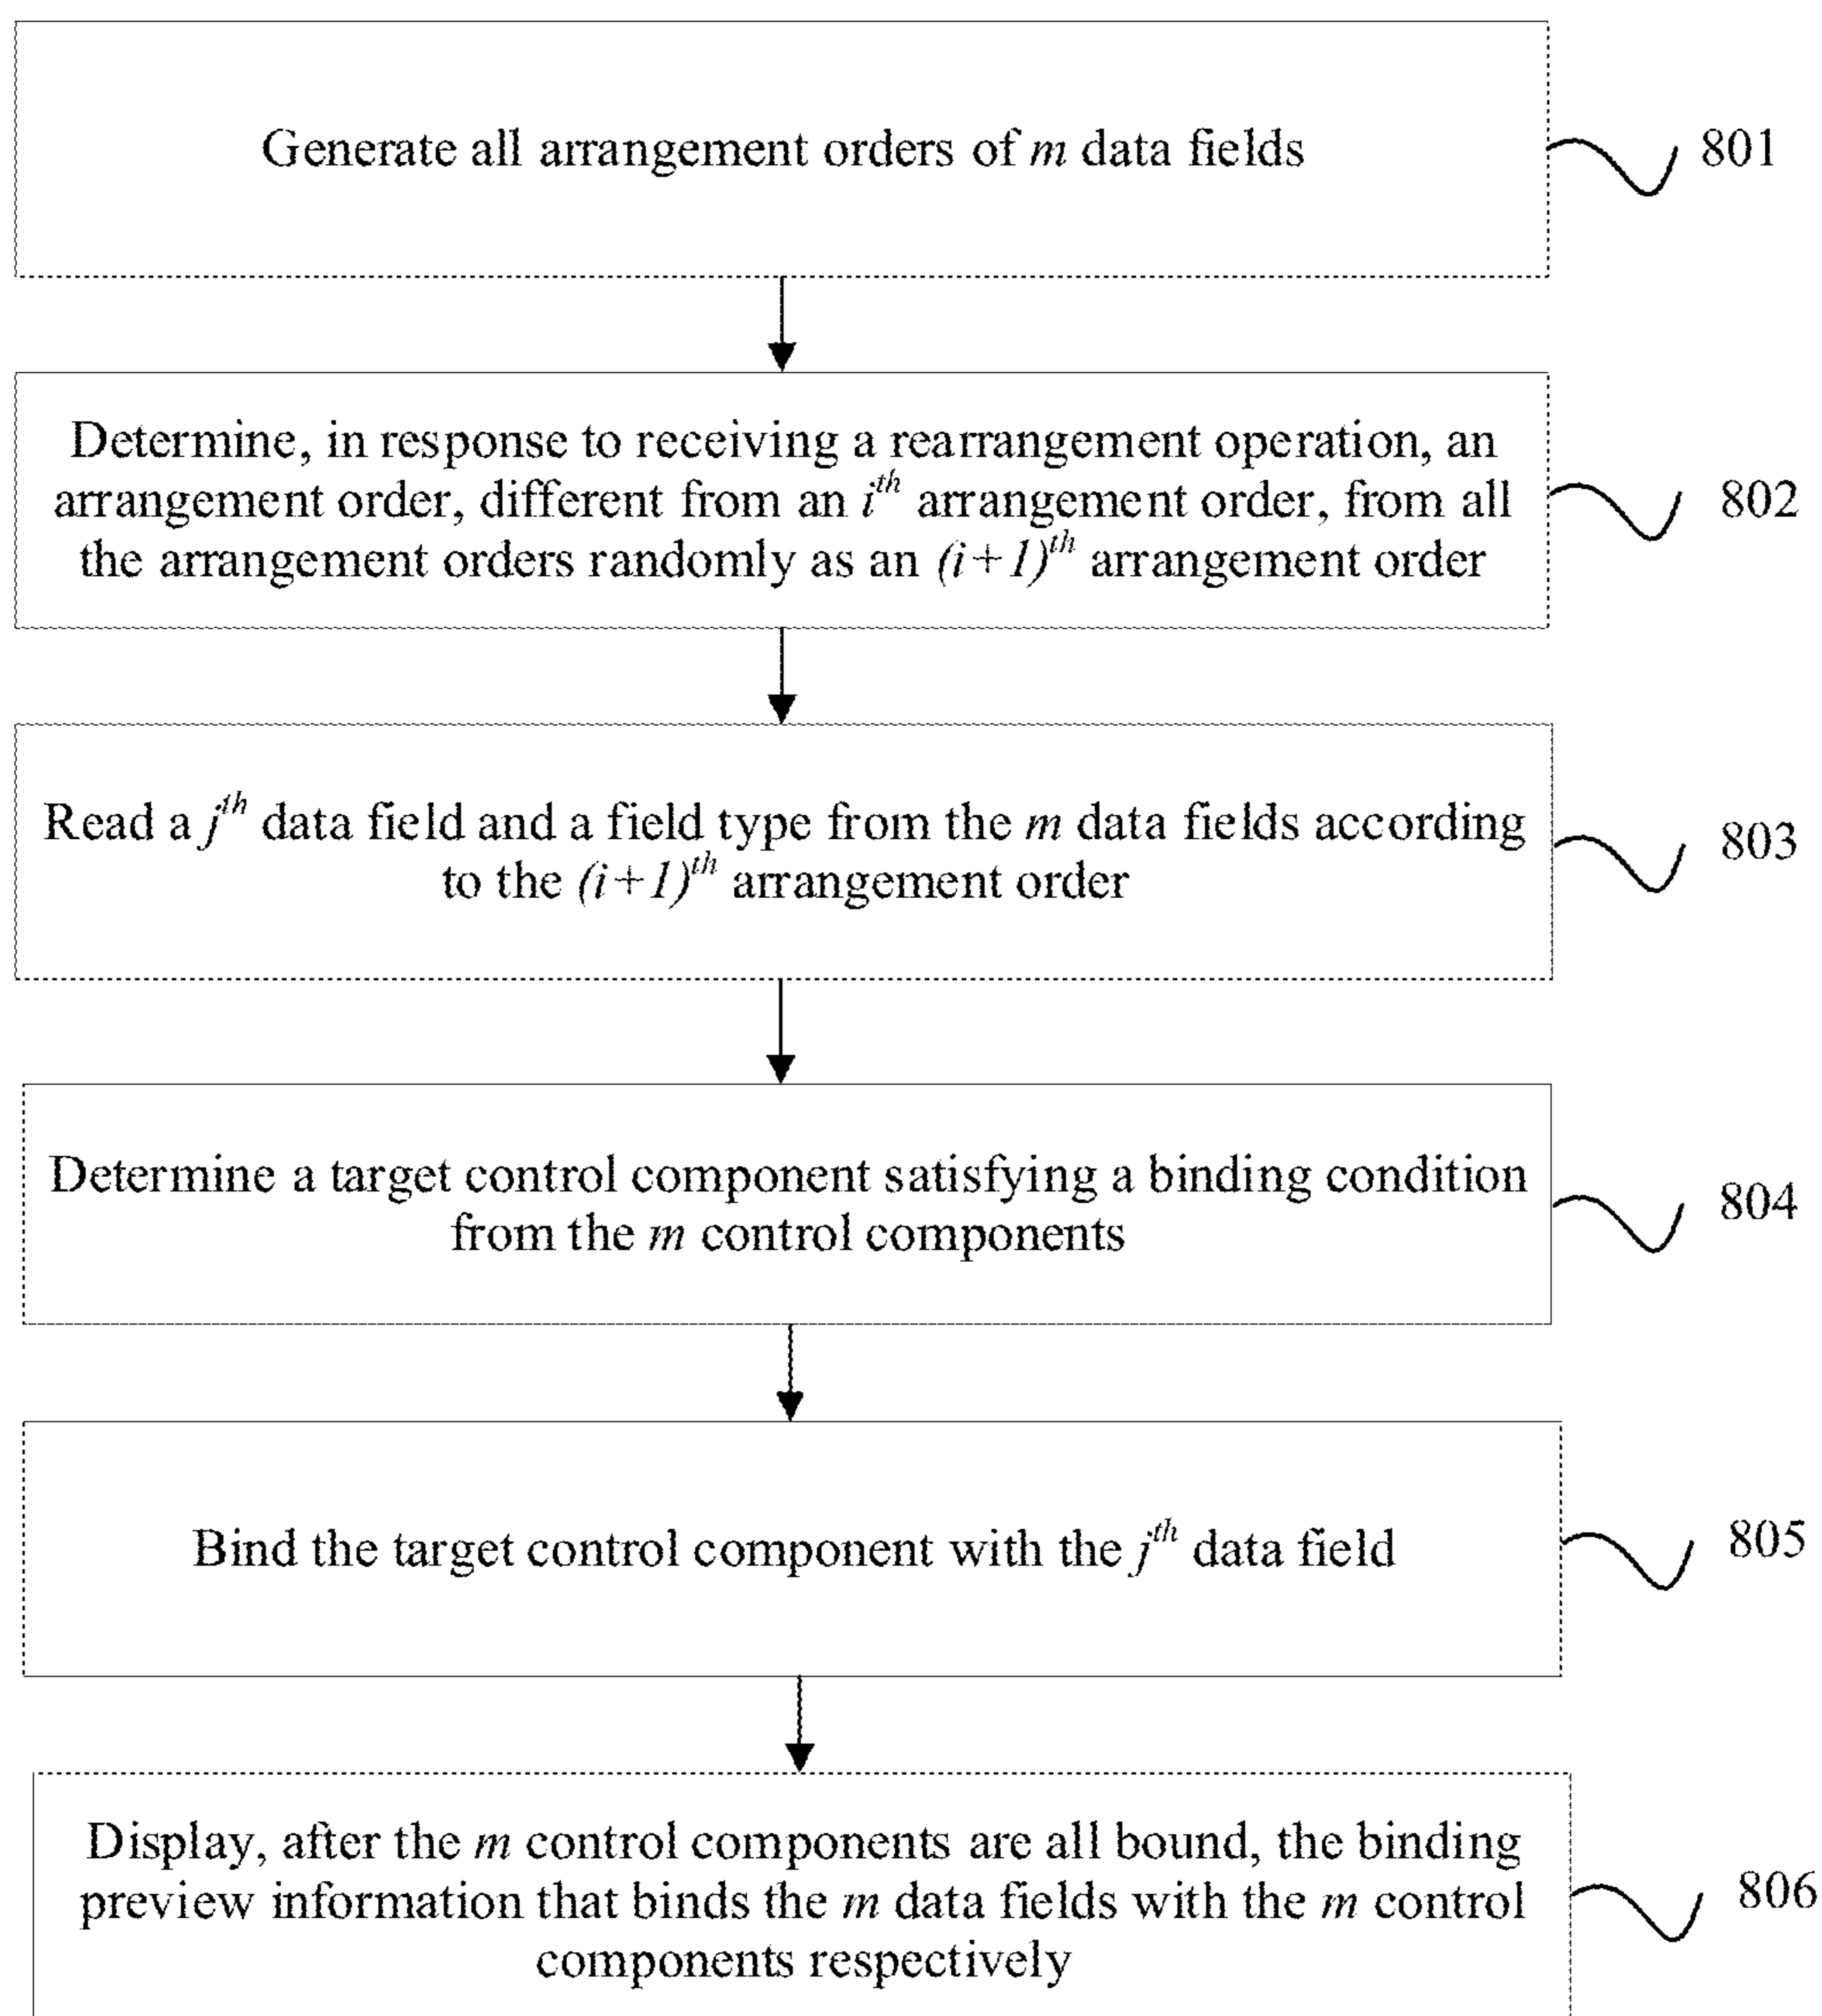 Generate all arrangement orders of m data fields
801
Determine, in response to receiving a rearrangement operation, an
arrangement order, different from an i^th arrangement order, from all
the arrangement orders randomly as an (i+1)^th arrangement order
802
Read a j^th data field and a field type from the m data fields according
to the (i+1)^th arrangement order
803
Determine a target control component satisfying a binding condition
from the m control components
804
Bind the target control component with the j^th data field
805
Display, after the m control components are all bound, the binding
preview information that binds the m data fields with the m control
components respectively
806